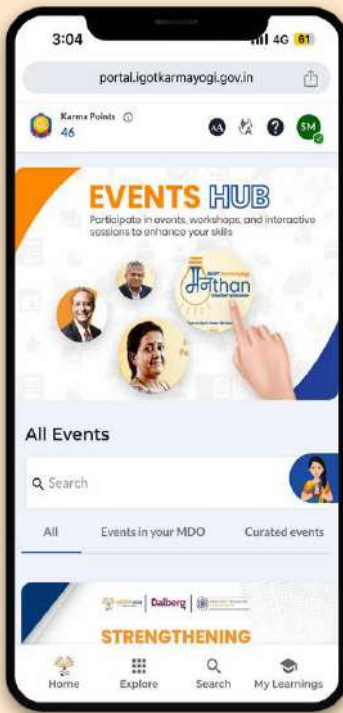 3:04
4G 61
portal.igotkarmayogi.gov.in
Karma Points
46
SM
EVENTS HUB
Participate in events, workshops, and interactive
sessions to enhance your skills
मनthan
All Events
Search
All Events in your MDO Curated events
Dalberg
STRENGTHENING
Home Explore Search My Learnings